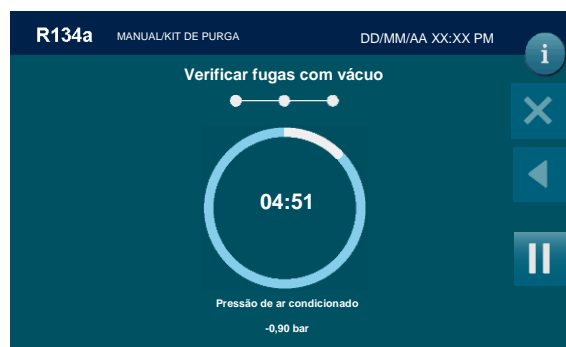 R134a MANUAL/KIT DE PURGA DD/MM/AA XX:XX PM
i
Verificar fugas com vácuo
04:51
Pressão de ar condicionado
-0,90 bar